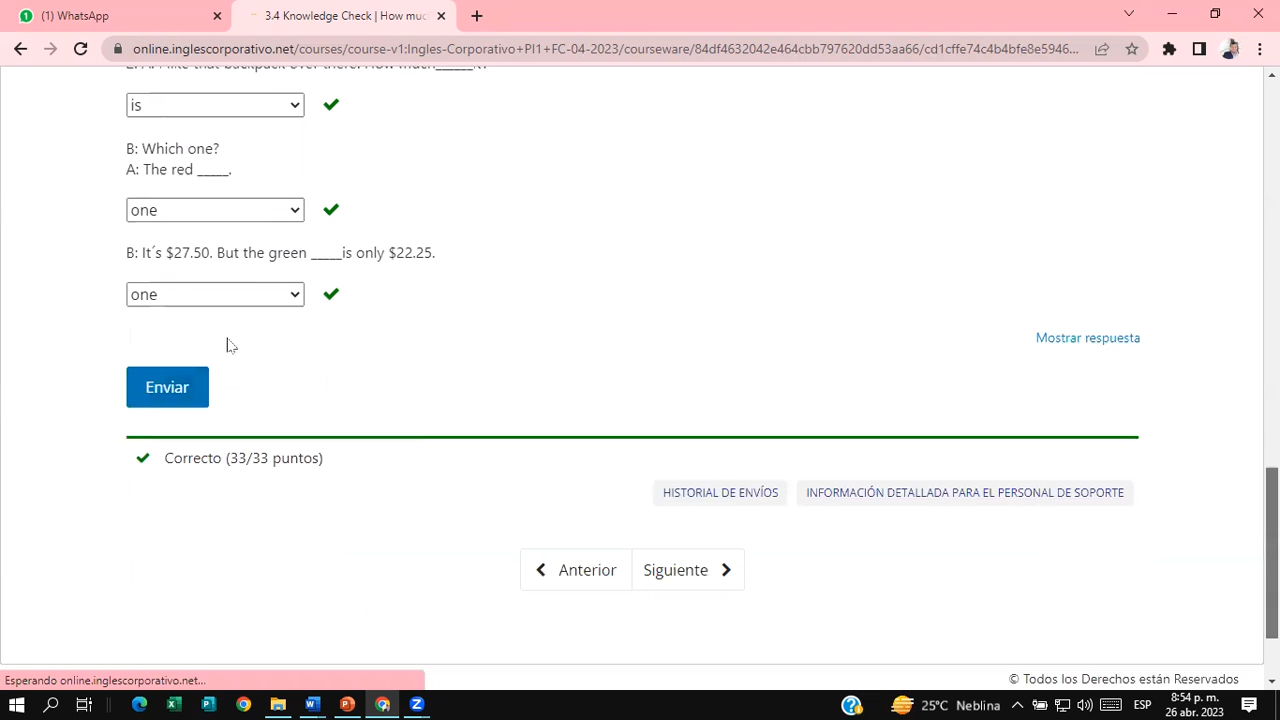 (1) WhatsApp
3.4 Knowledge Check | How muc
online.inglescorporativo.net/courses/course-v1:Ingles-Corporativo+PI1+FC-04-2023/courseware/84df4632042e464cbb797620dd53aa66/cd1cffe74c4b4bfe8e5946...
is
B: Which one?
A: The red _____.
one
B: It´s $27.50. But the green _____is only $22.25.
one
Mostrar respuesta
Enviar
Correcto (33/33 puntos)
HISTORIAL DE ENVÍOS
INFORMACIÓN DETALLADA PARA EL PERSONAL DE SOPORTE
Anterior
Siguiente
Esperando online.inglescorporativo.net...
© Todos los Derechos están Reservados
25°C Neblina
ESP
8:54 p. m.
26 abr. 2023